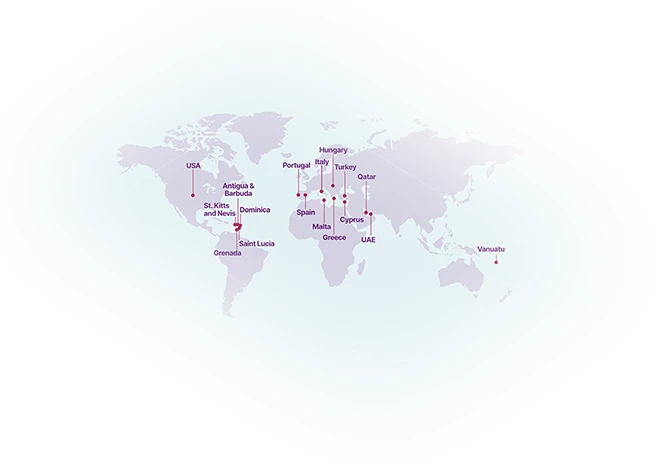 Hungary
USA
Portugal
Italy
Turkey
Qatar
Antigua &
Barbuda
St. Kitts
and Nevis
Dominica
Spain
Cyprus
Malta
Greece
UAE
Saint Lucia
Grenada
Vanuatu